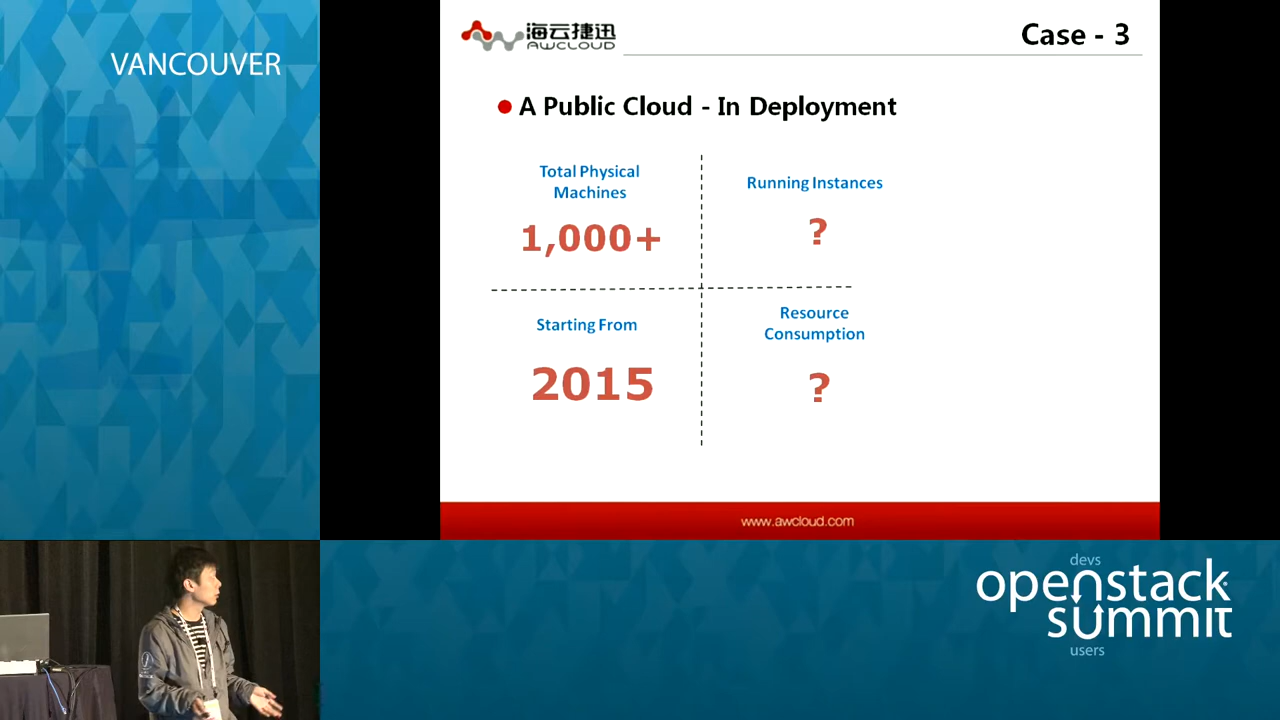 VANCOUVER
海云捷迅
AWCLOUD
Case - 3
A Public Cloud - In Deployment
Total Physical
Machines
1,000+
Running Instances
?
Starting From
2015
Resource
Consumption
?
www.awcloud.com
devs
openstack
summit
users